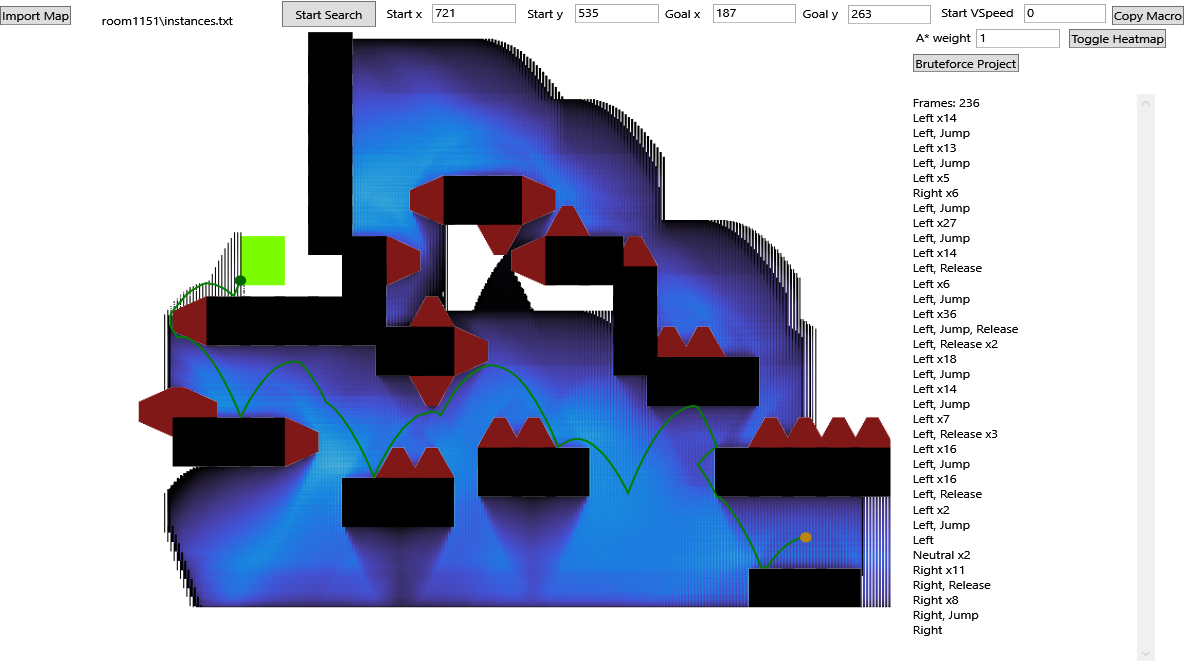 Import Map
room1151\instances.txt
Start Search
Start x 721
Start y 535
Goal x 187
Goal y 263
Start VSpeed 0
Copy Macro
A* weight 1
Toggle Heatmap
Bruteforce Project
Frames: 236
Left x14
Left, Jump
Left x13
Left, Jump
Left x5
Right x6
Left, Jump
Left x27
Left, Jump
Left x14
Left, Release
Left x6
Left, Jump
Left x36
Left, Jump, Release
Left, Release x2
Left x18
Left, Jump
Left x14
Left, Jump
Left x7
Left, Release x3
Left x16
Left, Jump
Left x16
Left, Release
Left x2
Left, Jump
Left
Neutral x2
Right x11
Right, Release
Right x8
Right, Jump
Right